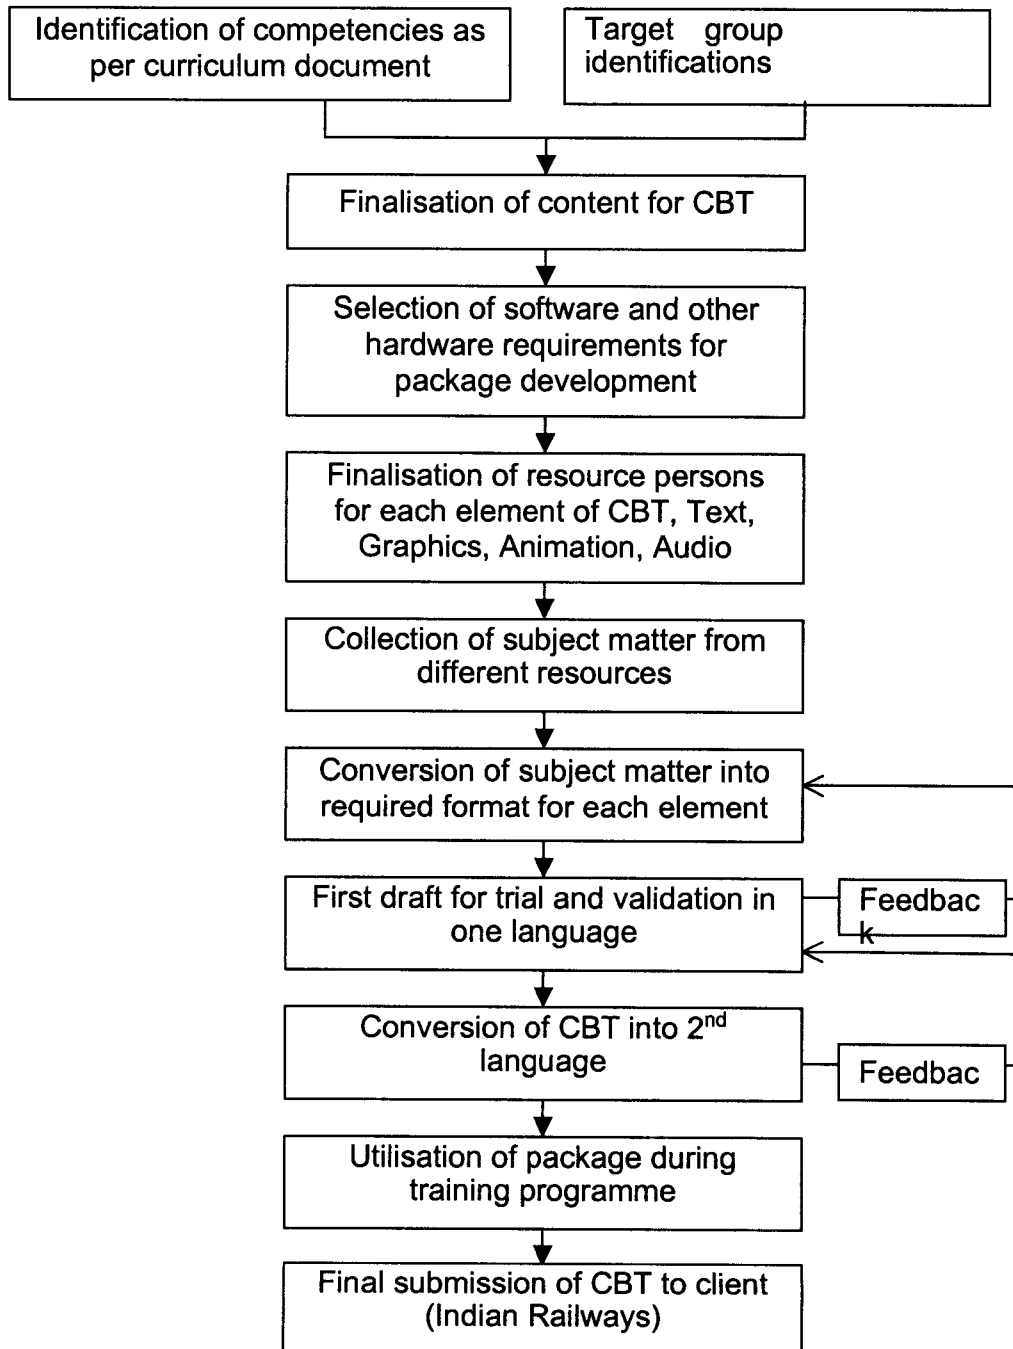 Identification of competencies as
per curriculum document
Target group
identifications
Finalisation of content for CBT
Selection of software and other
hardware requirements for
package development
Finalisation of resource persons
for each element of CBT, Text,
Graphics, Animation, Audio
Collection of subject matter from
different resources
Conversion of subject matter into
required format for each element
First draft for trial and validation in
one language
Feedbac
k
Conversion of CBT into 2nd
language
Feedbac
Utilisation of package during
training programme
Final submission of CBT to client
(Indian Railways)